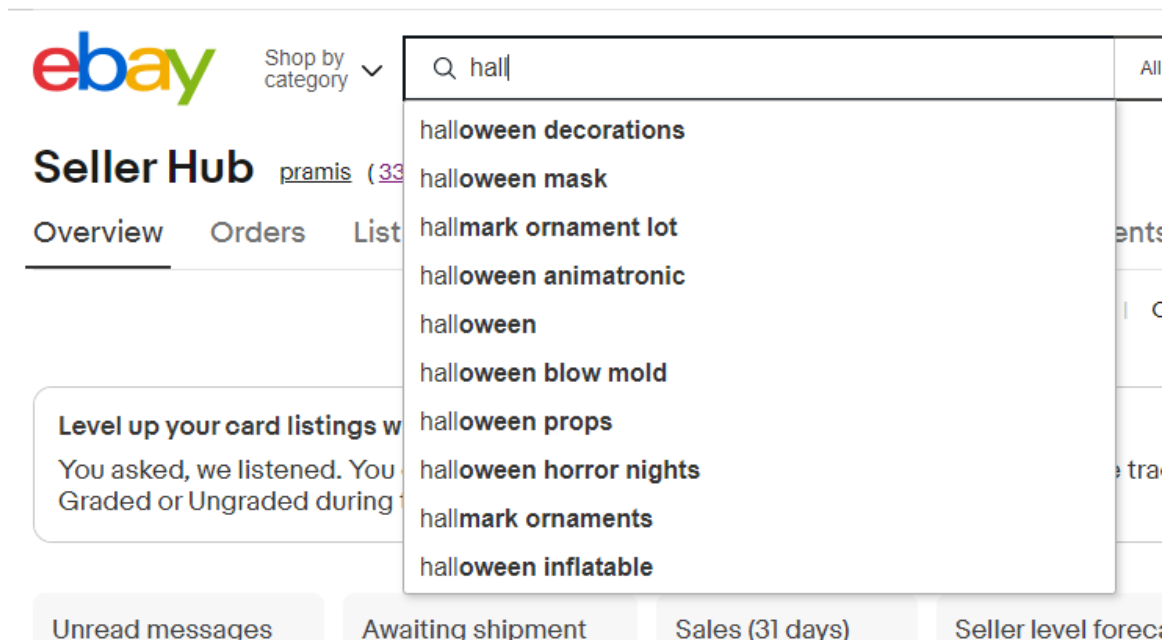 ebay
Shop by
category
hall
All
halloween decorations
halloween mask
hallmark ornament lot
halloween animatronic
halloween
halloween blow mold
halloween props
halloween horror nights
hallmark ornaments
halloween inflatable
Seller Hub pramis (33
Overview Orders List
Level up your card listings w
You asked, we listened. You
Graded or Ungraded during
Unread messages Awaiting shipment Sales (31 days) Seller level foreca